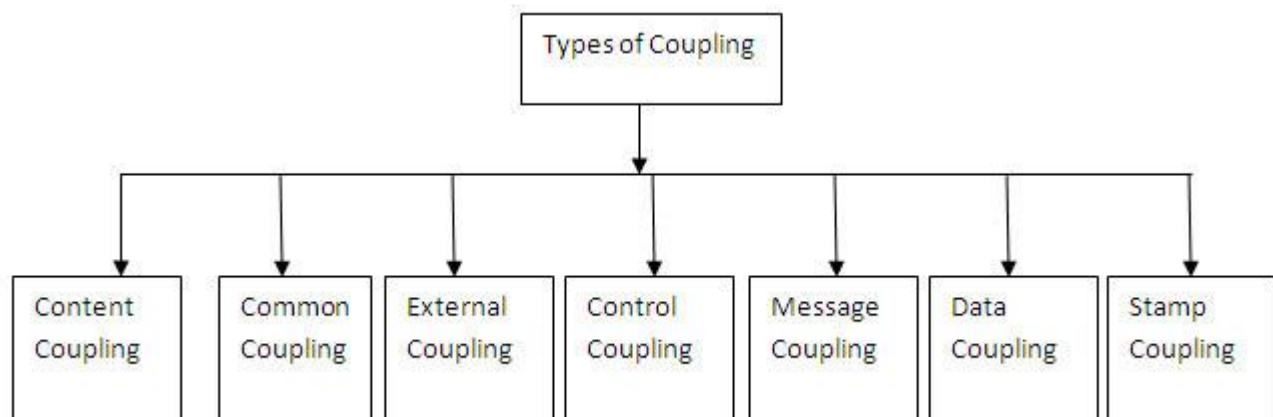 Types of Coupling
Content
Coupling
Common
Coupling
External
Coupling
Control
Coupling
Message
Coupling
Data
Coupling
Stamp
Coupling